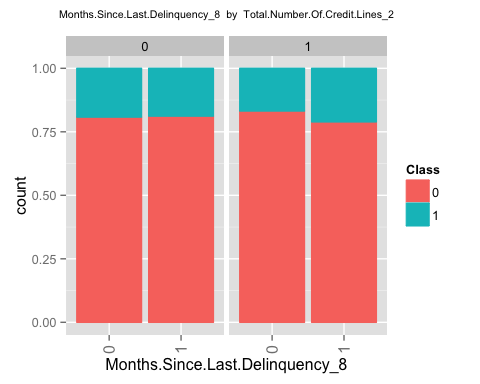 Months.Since.Last.Delinquency_8 by Total.Number.Of.Credit.Lines_2
0 1
1.00
0.75
0.50
0.25
0.00
count
0 1 0 1
Months.Since.Last.Delinquency_8
Class
0
1